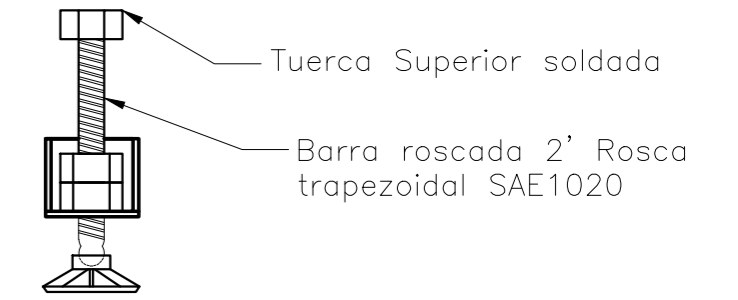 Tuerca Superior soldada
Barra roscada 2' Rosca
trapezoidal SAE1020